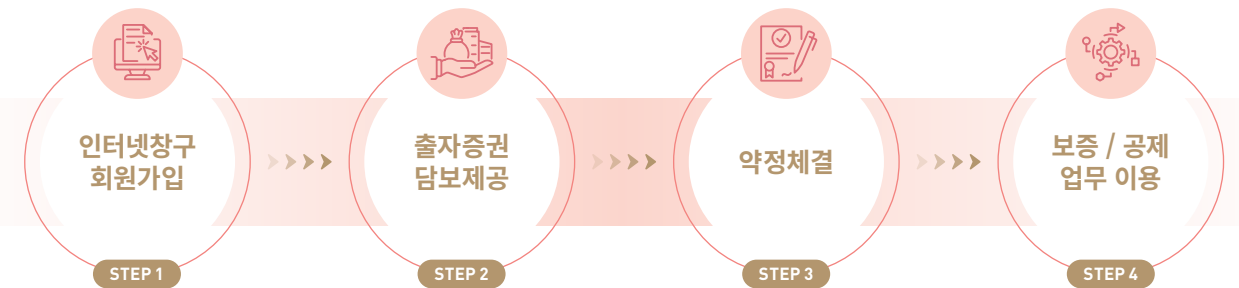 인터넷창구
회원가입
STEP 1
출자증권
담보제공
STEP 2
약정체결
STEP 3
보증 / 공제
업무 이용
STEP 4